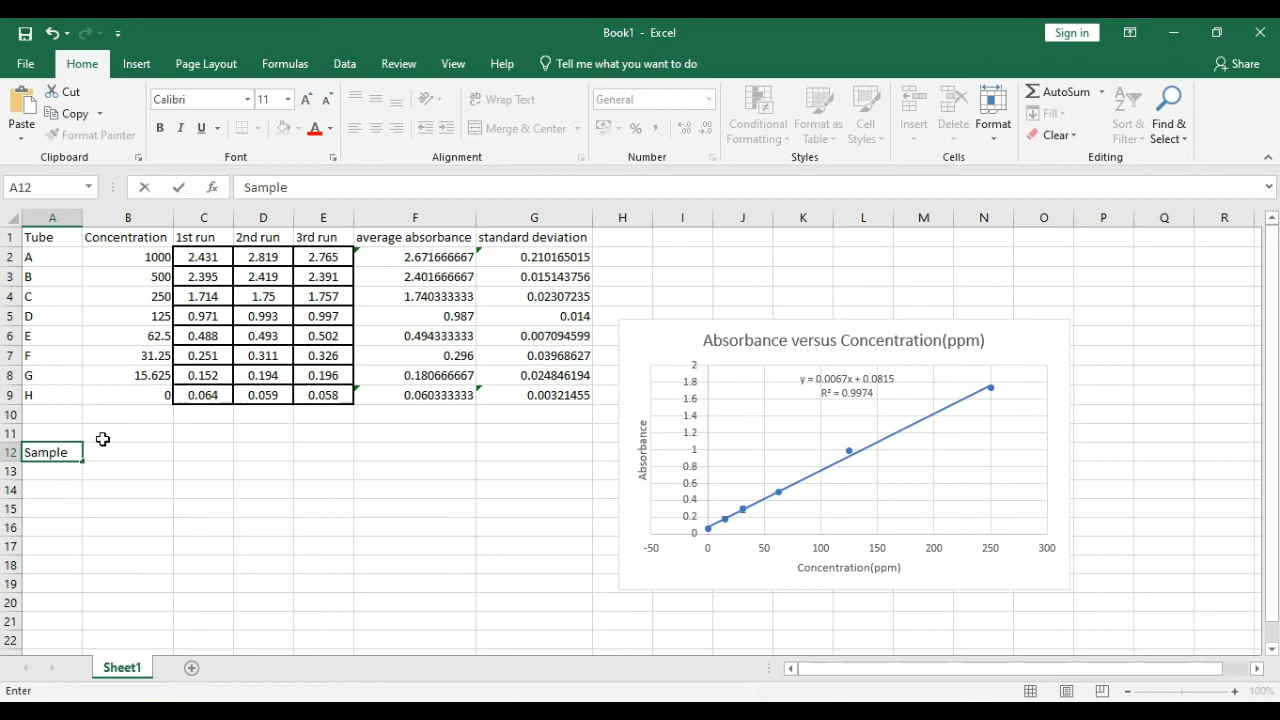 Book1 - Excel
Sign in
File Home Insert Page Layout Formulas Data Review View Help Tell me what you want to do Share
Paste Cut Copy Format Painter
Calibri 11 A A B I U A
Wrap Text Merge & Center
General % ,
Conditional Formatting Format as Table Cell Styles
Insert Delete Format
AutoSum Fill Clear Sort & Filter Find & Select
Clipboard Font Alignment Number Styles Cells Editing
A12 fx Sample
A B C D E F G H I J K L M N O P Q R
1 Tube Concentration 1st run 2nd run 3rd run average absorbance standard deviation
2 A 1000 2.431 2.819 2.765 2.671666667 0.210165015
3 B 500 2.395 2.419 2.391 2.401666667 0.015143756
4 C 250 1.714 1.75 1.757 1.740333333 0.02307235
5 D 125 0.971 0.993 0.997 0.987 0.014
6 E 62.5 0.488 0.493 0.502 0.494333333 0.007094599
7 F 31.25 0.251 0.311 0.326 0.296 0.03968627
8 G 15.625 0.152 0.194 0.196 0.180666667 0.024846194
9 H 0 0.064 0.059 0.058 0.060333333 0.00321455
10
11
12 Sample
13
14
15
16
17
18
19
20
21
22
Absorbance versus Concentration(ppm)
y = 0.0067x + 0.0815
R² = 0.9974
Absorbance
2
1.8
1.6
1.4
1.2
1
0.8
0.6
0.4
0.2
0
-50 0 50 100 150 200 250 300
Concentration(ppm)
Sheet1
Enter 100%